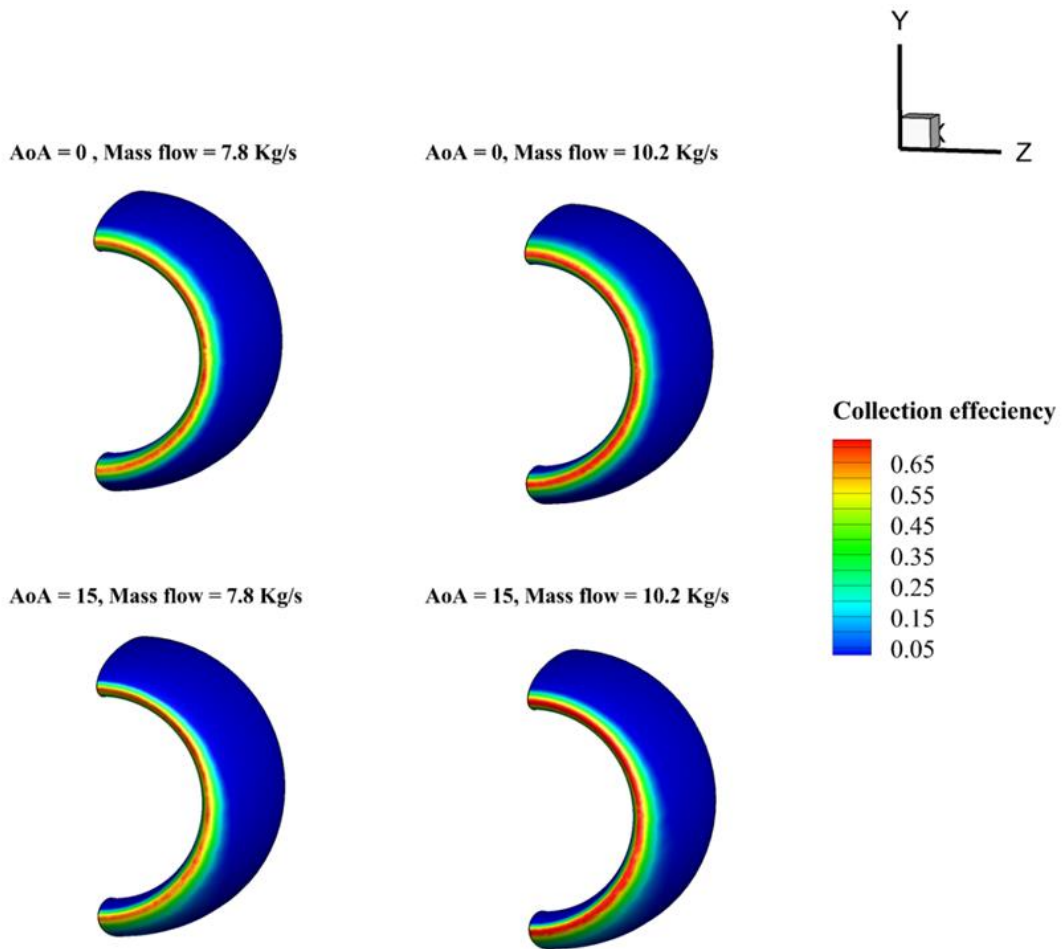 Y
X
Z
AoA = 0 , Mass flow = 7.8 Kg/s
AoA = 0, Mass flow = 10.2 Kg/s
Collection effeciency
0.65
0.55
0.45
0.35
0.25
0.15
0.05
AoA = 15, Mass flow = 7.8 Kg/s
AoA = 15, Mass flow = 10.2 Kg/s